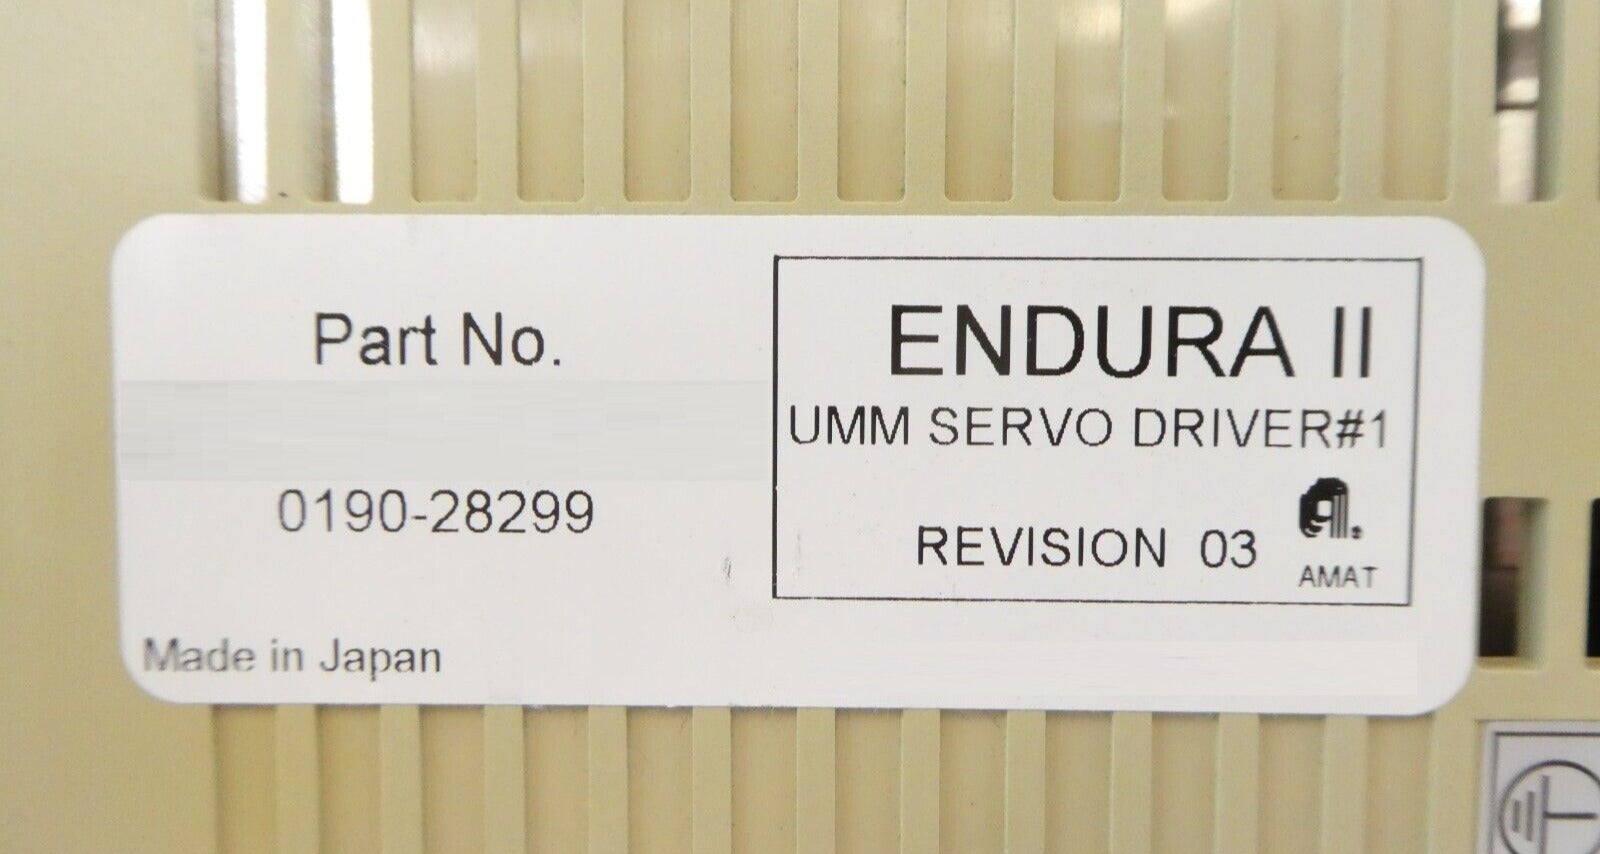 Part No.
0190-28299
Made in Japan
ENDURA II
UMM SERVO DRIVER#1
REVISION 03
AMAT